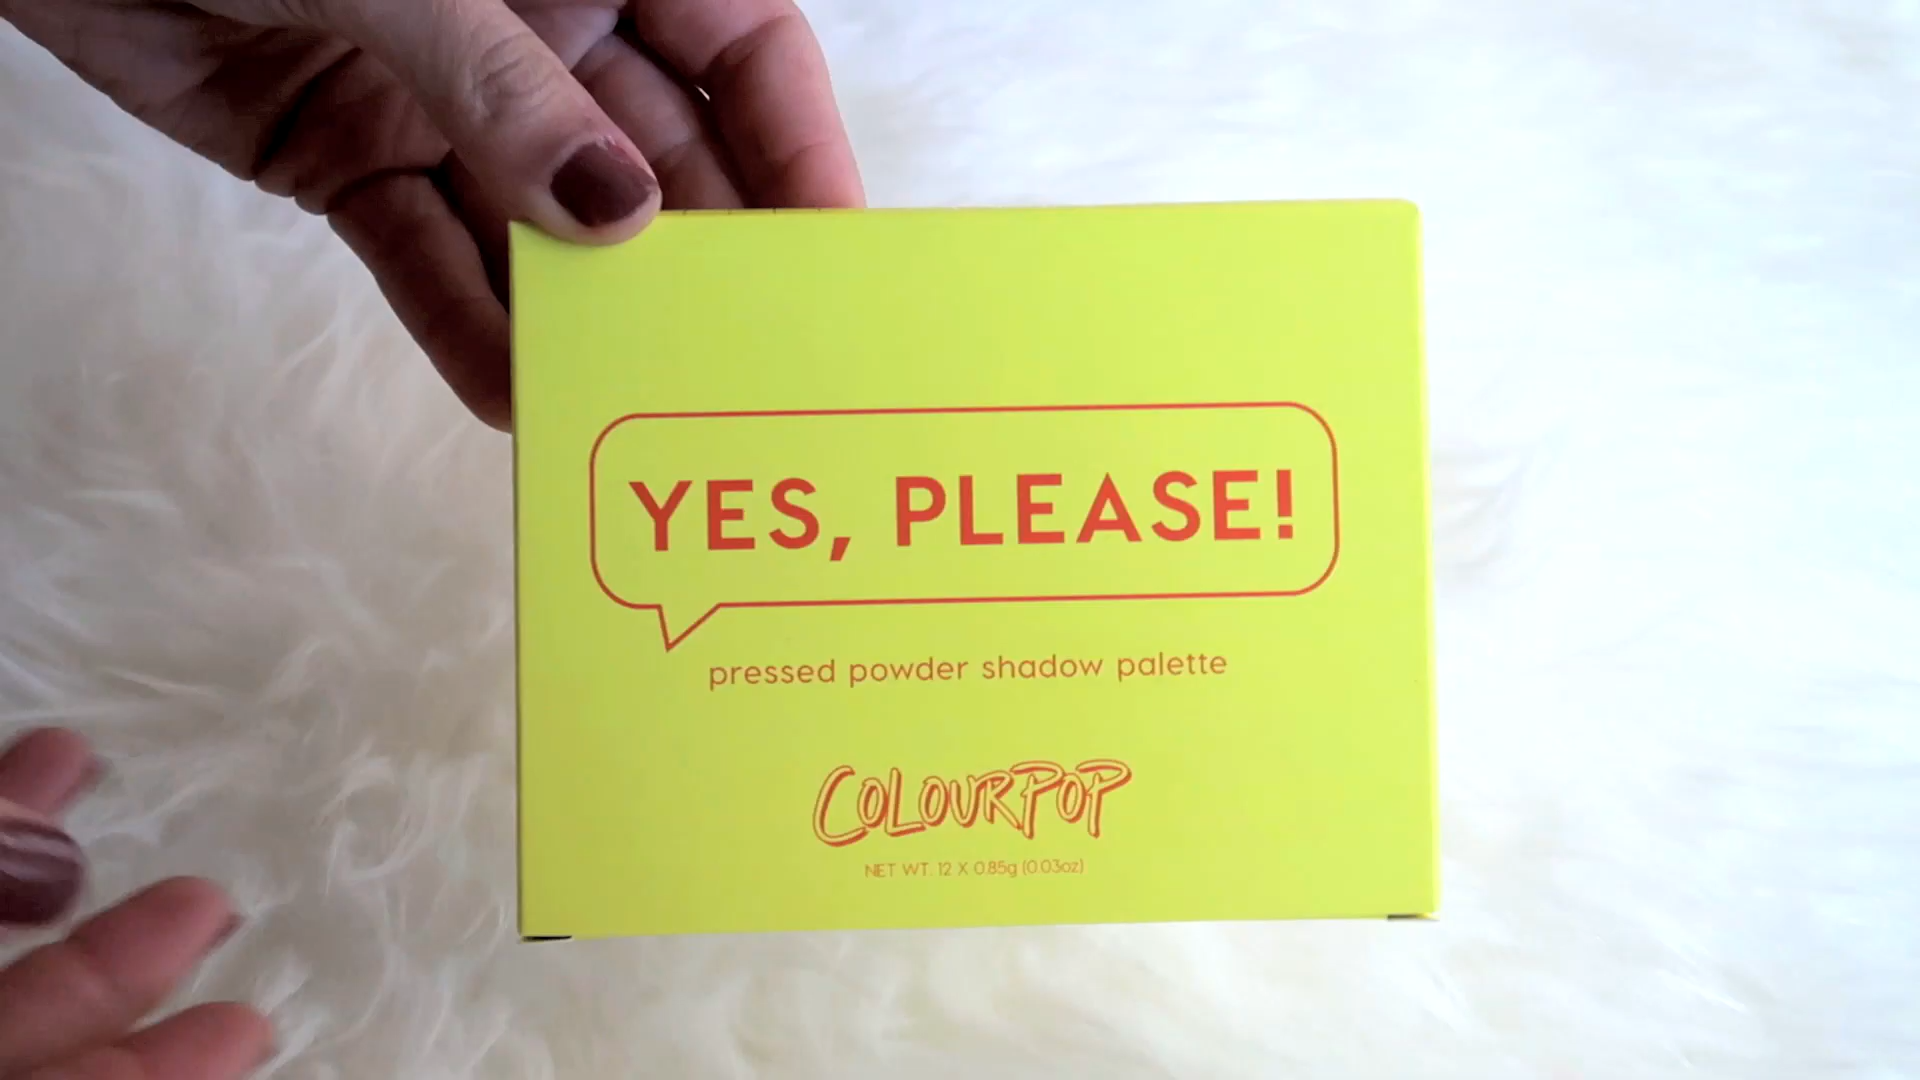 YES, PLEASE!
pressed powder shadow palette
COLOURPOP
NET WT. 12 X 0.85g (0.03oz)